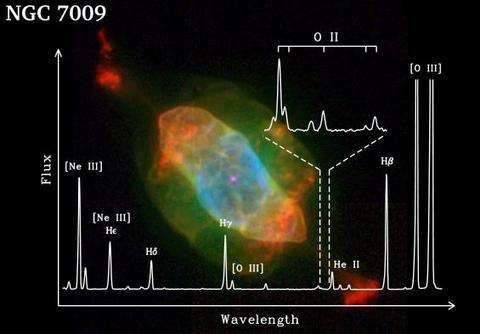 NGC 7009
O II
[O III]
Flux
[Ne III]
[Ne III]
Hϵ
Hδ
Hγ
[O III]
He II
Hβ
Wavelength